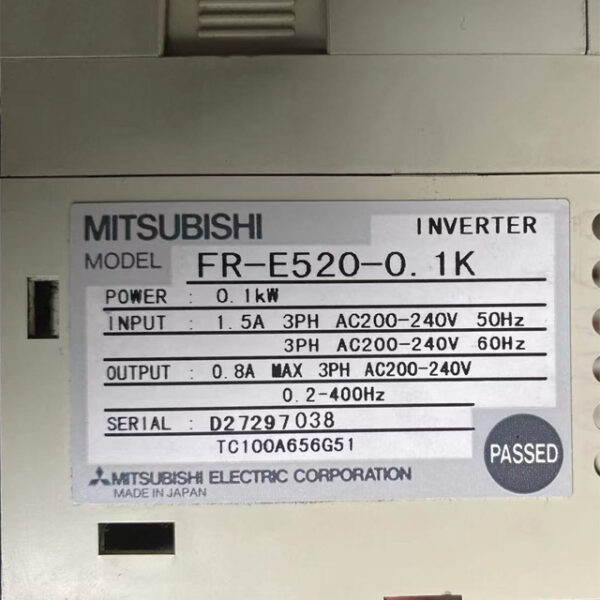 MITSUBISHI INVERTER
MODEL FR-E520-0.1K
POWER : 0.1kW
INPUT : 1.5A 3PH AC200-240V 50Hz
3PH AC200-240V 60Hz
OUTPUT : 0.8A MAX 3PH AC200-240V
0.2-400Hz
SERIAL : D27297038
TC100A656G51
PASSED
MITSUBISHI ELECTRIC CORPORATION
MADE IN JAPAN